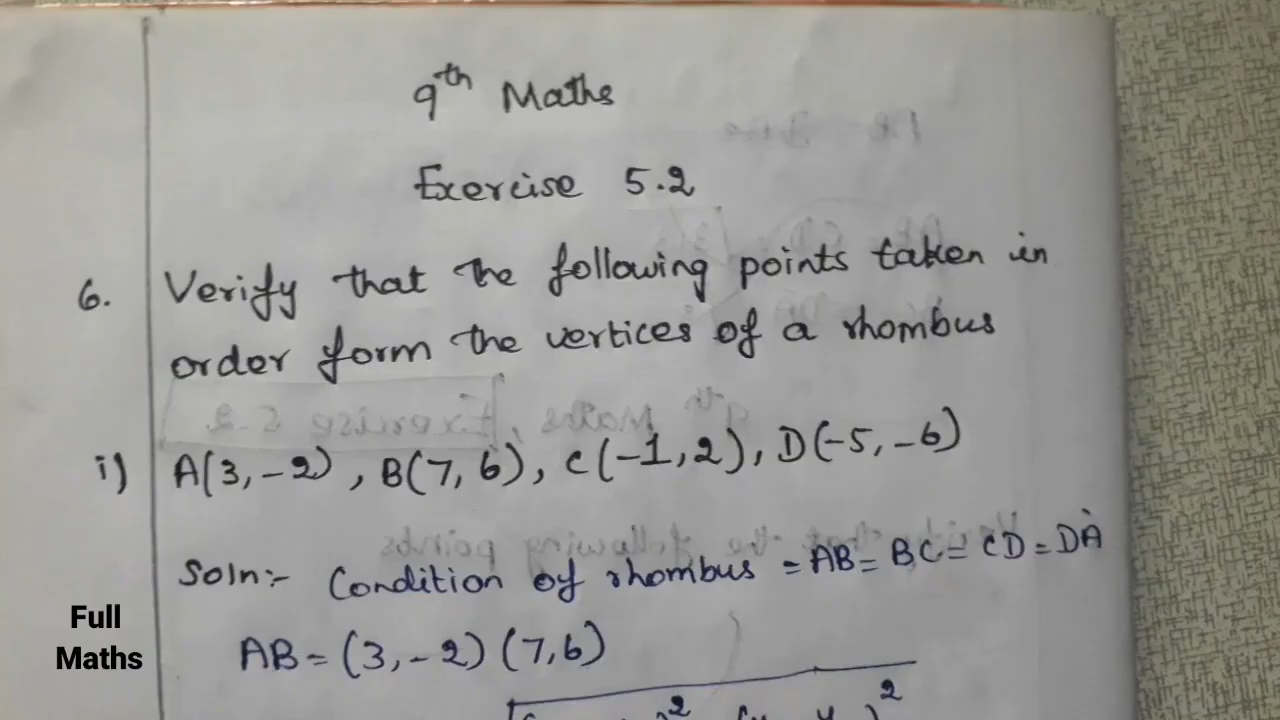 9th Maths
Exercise 5.2
6. Verify that the following points taken in
order form the vertices of a rhombus
i) A(3,-2), B(7,6), C(-1,2), D(-5,-6)
Soln:- Condition of rhombus = AB = BC = CD = DA
AB = (3,-2) (7,6)
Full
Maths